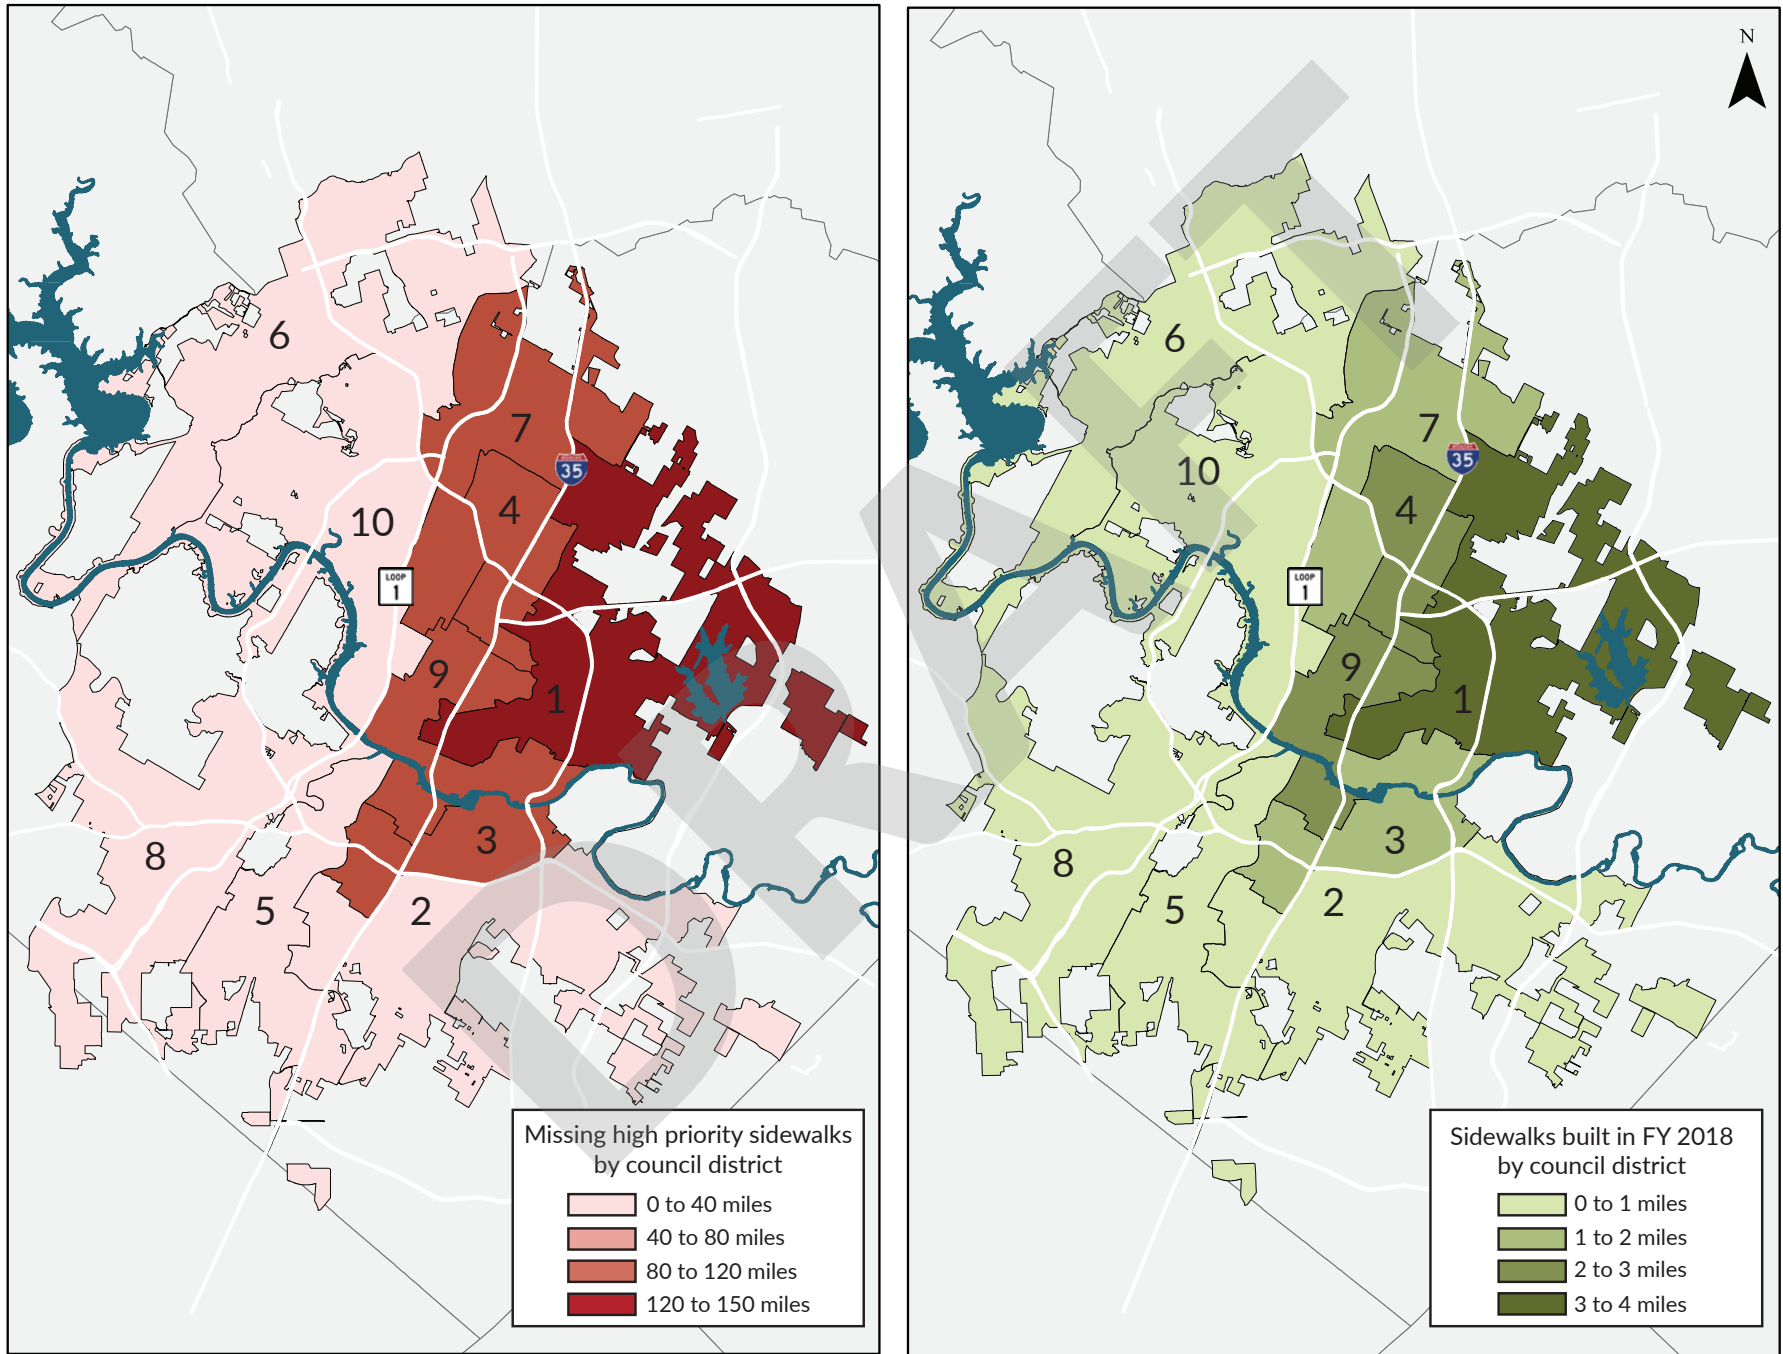 6
7
4
10
LOOP
1
INTERSTATE
35
9
1
3
8
5
2
Missing high priority sidewalks
by council district
0 to 40 miles
40 to 80 miles
80 to 120 miles
120 to 150 miles
N
6
7
10
35
4
LOOP
1
9
1
3
8
5
2
Sidewalks built in FY 2018
by council district
0 to 1 miles
1 to 2 miles
2 to 3 miles
3 to 4 miles
DRAFT